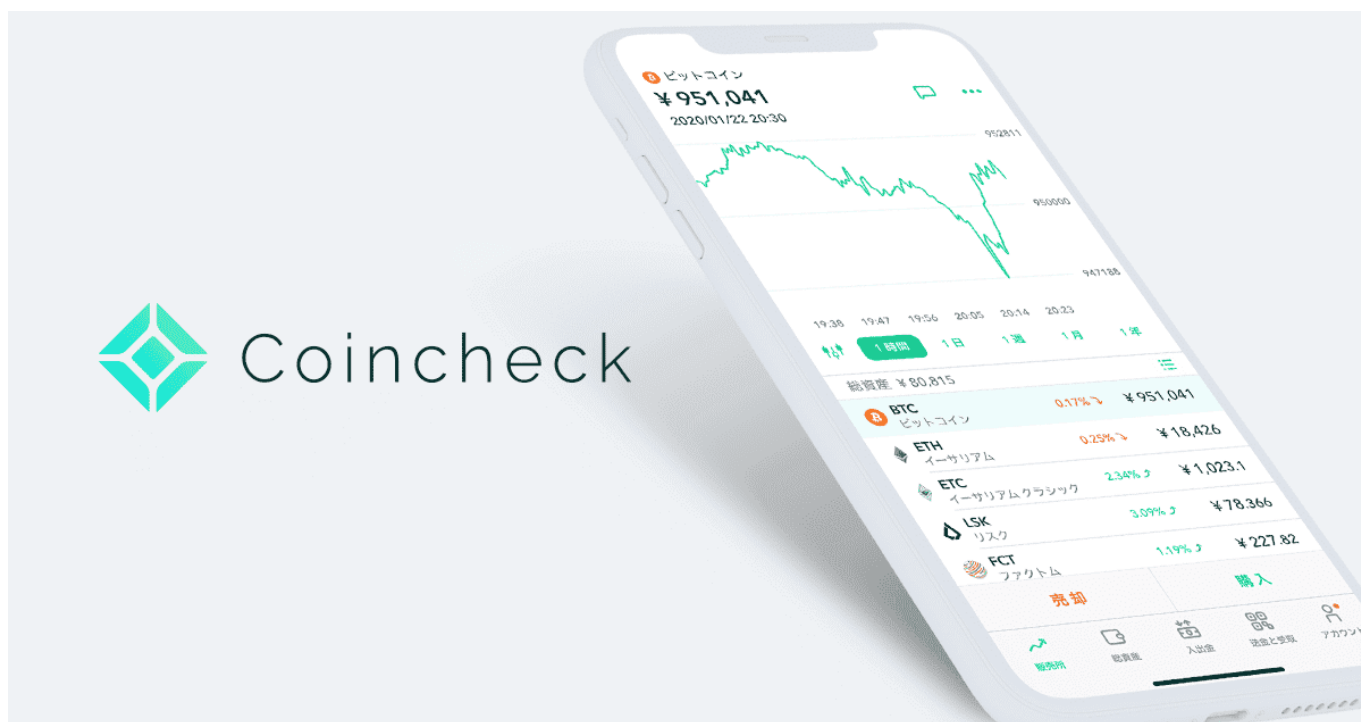 Coincheck
ビットコイン
¥951,041
2020/01/22 20:30
952811
950000
947188
19:38 19:47 19:56 20:05 20:14 20:23
1時間 1日 1週 1月 1年
総資産 ¥80,815
BTC 0.17% ¥951,041
ビットコイン
ETH 0.25% ¥18,426
イーサリアム
ETC 2.34% ¥1,023.1
イーサリアムクラシック
LSK 3.09% ¥78.366
リスク
FCT 1.19% ¥227.82
ファクトム
売却 購入
販売所 総資産 入出金 送金と受取 アカウント